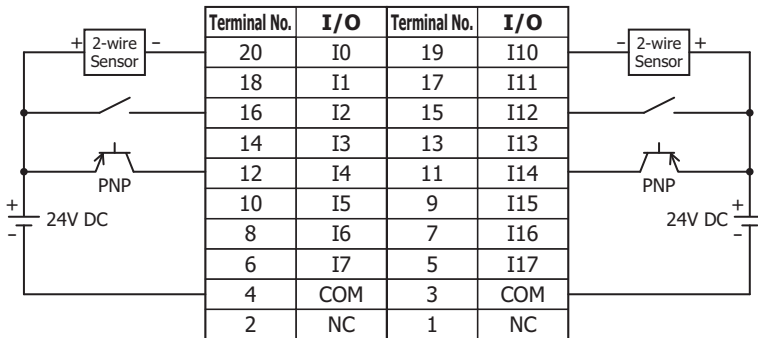 Terminal No. I/O Terminal No. I/O
+ 2-wire Sensor – 20 I0 19 I10 – 2-wire Sensor +
18 I1 17 I11
16 I2 15 I12
14 I3 13 I13
12 I4 11 I14
PNP PNP
10 I5 9 I15
+ – 24V DC 8 I6 7 I16 24V DC + –
6 I7 5 I17
4 COM 3 COM
2 NC 1 NC